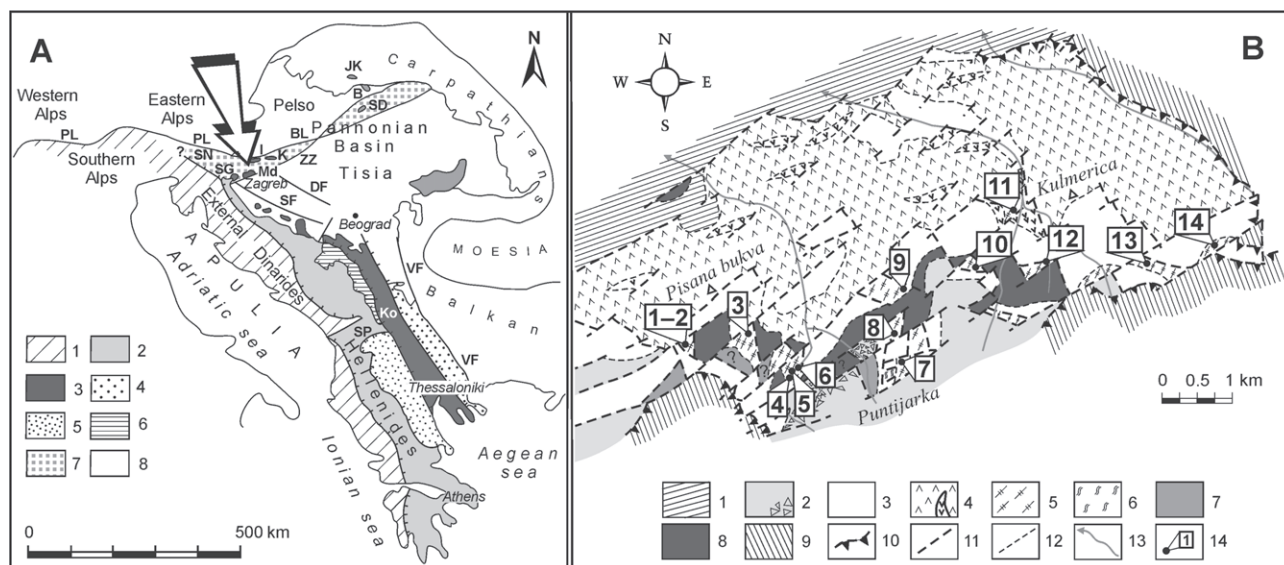 A
N
JK
Carpathians
Western
Alps
Eastern
Alps
Pelso
B
SD
PL
PL
BL
Pannonian
Basin
?
SN
I
K
ZZ
Southern
Alps
SG
Md
Tisia
Zagreb
DF
SF
External
Dinarides
Beograd
MOESIA
APULIA
Adriatic sea
VF
Balkan
Ko
SP
VF
Hellenides
Thessaloniki
Ionian sea
Aegean
sea
Athens
1
2
3
4
5
6
7
8
0
500 km
B
N
W
E
S
11
Kulmerica
14
13
12
10
9
Pisana bukva
1–2
3
8
?
?
?
6
7
4
5
Puntijarka
0 0.5 1 km
1
2
3
4
5
6
7
8
9
10
11
12
13
1
14